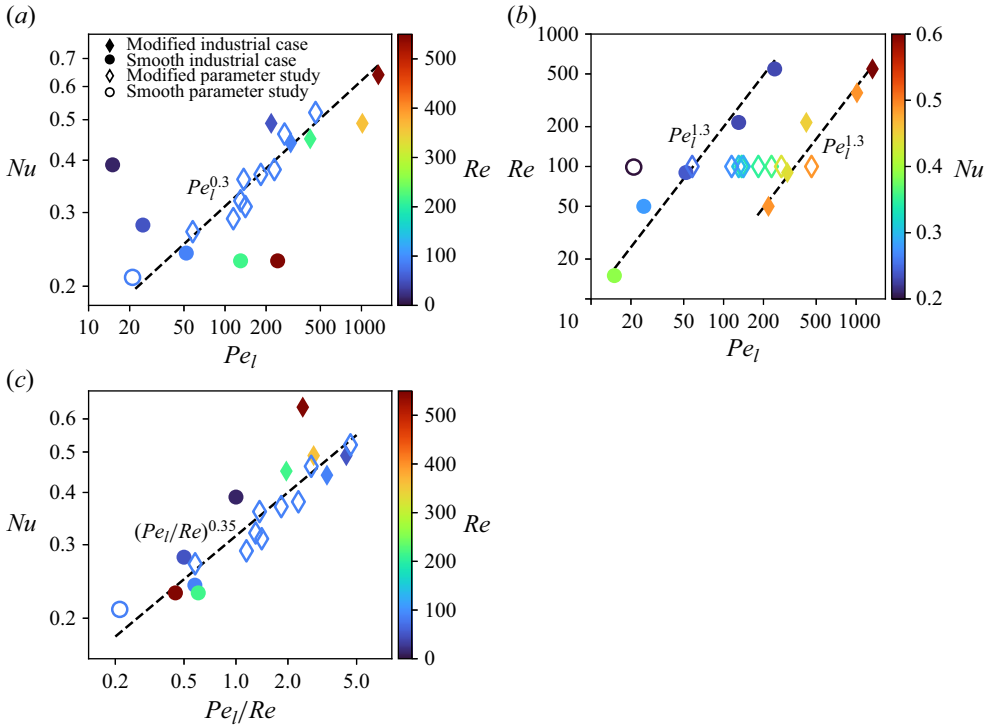 (a)
0.7
0.6
0.5
0.4
0.3
0.2
Nu
Modified industrial case
Smooth industrial case
Modified parameter study
Smooth parameter study
Pe_l^0.3
10 20 50 100 200 500 1000
Pe_l
500
400
300
200
100
0
Re
(b)
1000
500
200
100
50
20
Re
Pe_l^1.3
Pe_l^1.3
10 20 50 100 200 500 1000
Pe_l
0.6
0.5
0.4
0.3
0.2
Nu
(c)
0.6
0.5
0.4
0.3
0.2
Nu
(Pe_l/Re)^0.35
0.2 0.5 1.0 2.0 5.0
Pe_l/Re
500
400
300
200
100
0
Re